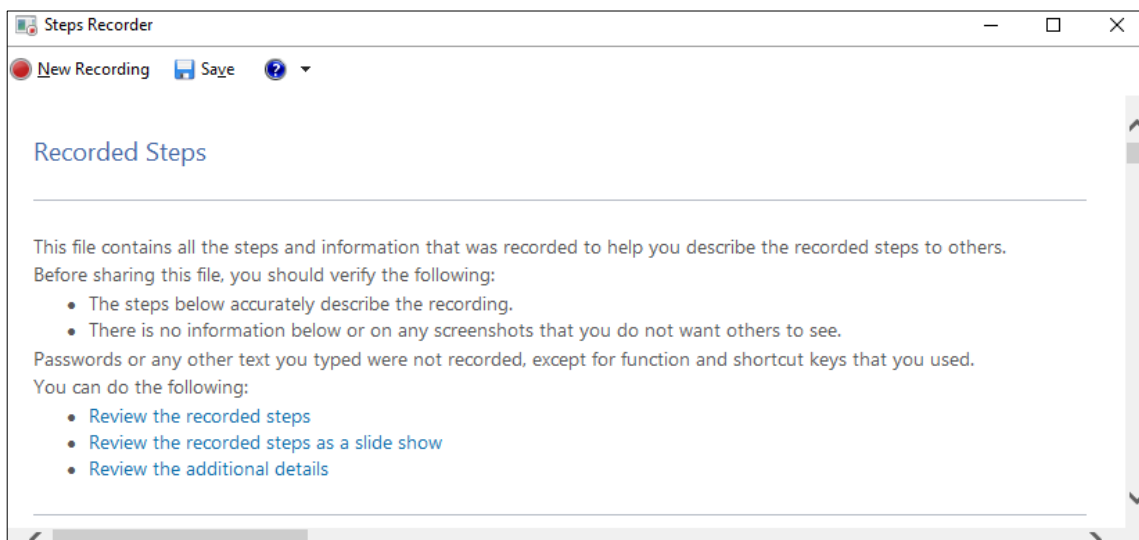 Steps Recorder
New Recording Save
Recorded Steps
This file contains all the steps and information that was recorded to help you describe the recorded steps to others.
Before sharing this file, you should verify the following:
• The steps below accurately describe the recording.
• There is no information below or on any screenshots that you do not want others to see.
Passwords or any other text you typed were not recorded, except for function and shortcut keys that you used.
You can do the following:
• Review the recorded steps
• Review the recorded steps as a slide show
• Review the additional details